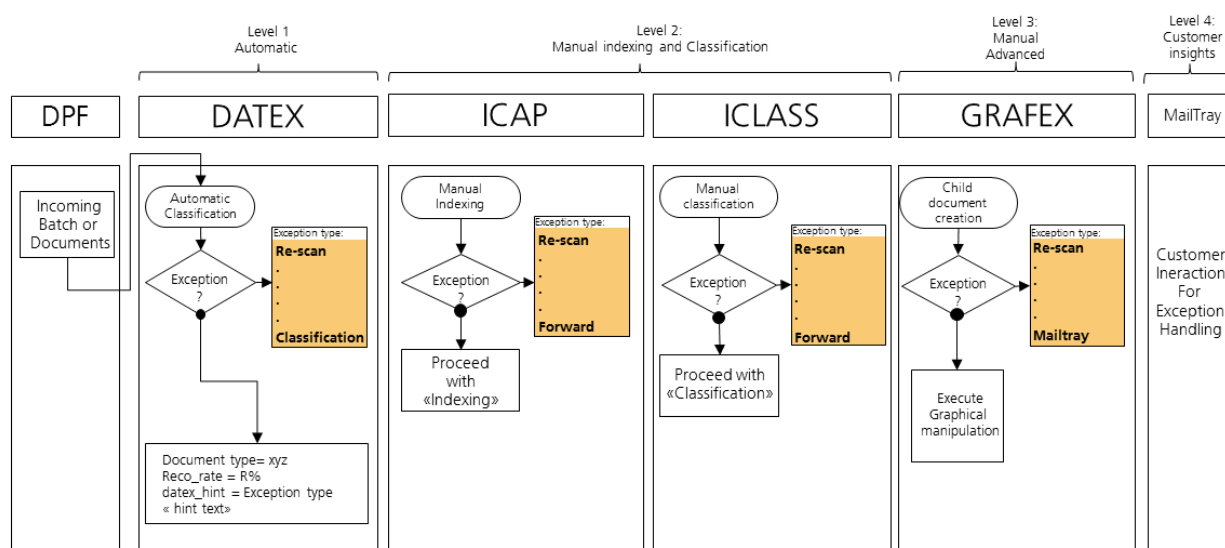 Level 1
Automatic
Level 2:
Manual indexing and Classification
Level 3:
Manual
Advanced
Level 4:
Customer
insights
DPF
DATEX
ICAP
ICLASS
GRAFEX
MailTray
Incoming
Batch or
Documents
Automatic
Classification
Exception
?
Exception type:
Re-scan
.
.
.
.
Classification
Document type= xyz
Reco_rate = R%
datex_hint = Exception type
« hint text»
Manual
Indexing
Exception
?
Exception type:
Re-scan
.
.
.
.
Forward
Proceed
with
«Indexing»
Manual
classification
Exception
?
Exception type:
Re-scan
.
.
.
.
Forward
Proceed with
«Classification»
Child
document
creation
Exception
?
Exception type:
Re-scan
.
.
.
.
Mailtray
Execute
Graphical
manipulation
Customer
Ineraction
For
Exception
Handling